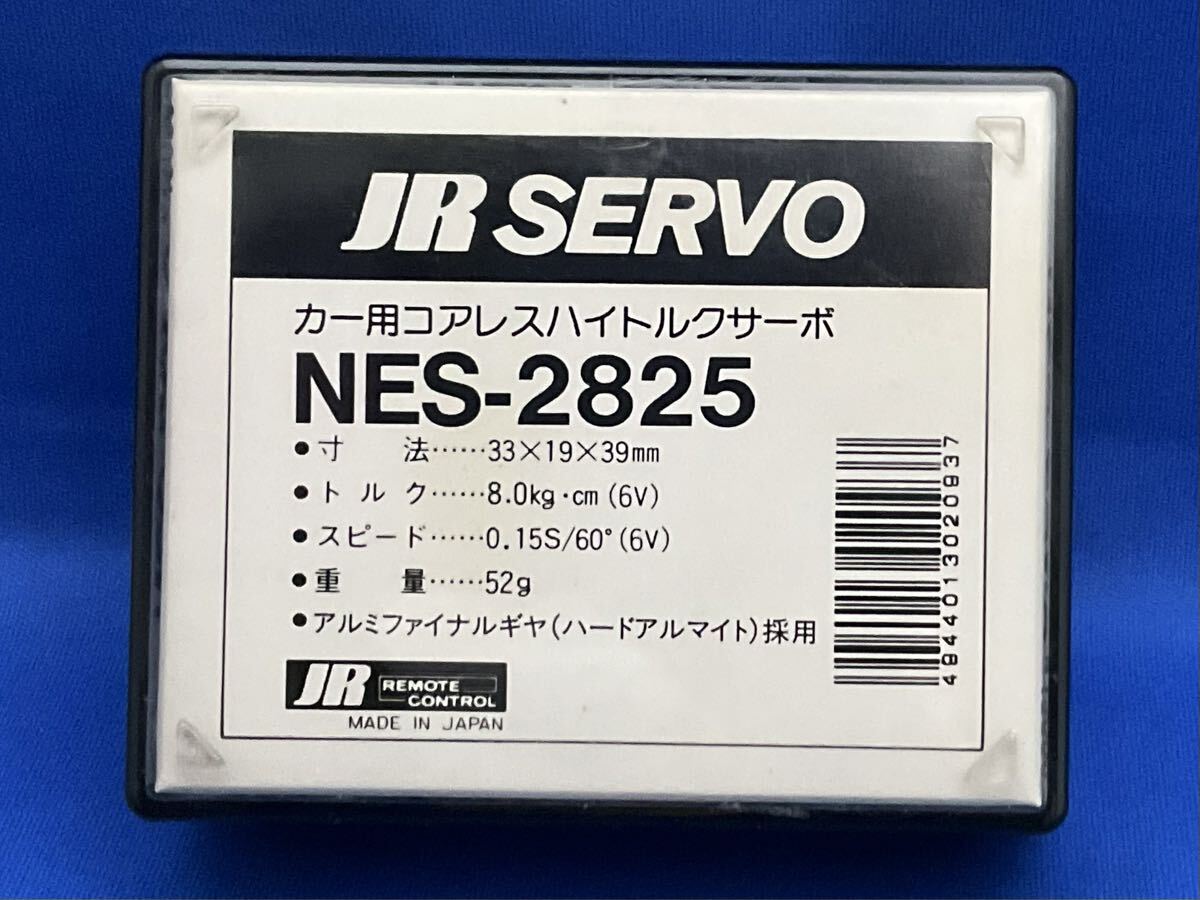 JR SERVO
カー用コアレスハイトルクサーボ
NES-2825
●寸　法……33×19×39mm
●トルク……8.0kg·cm(6V)
●スピード……0.15S/60°(6V)
●重　量……52g
●アルミファイナルギヤ(ハードアルマイト)採用
JR REMOTE CONTROL
MADE IN JAPAN
4944013020937